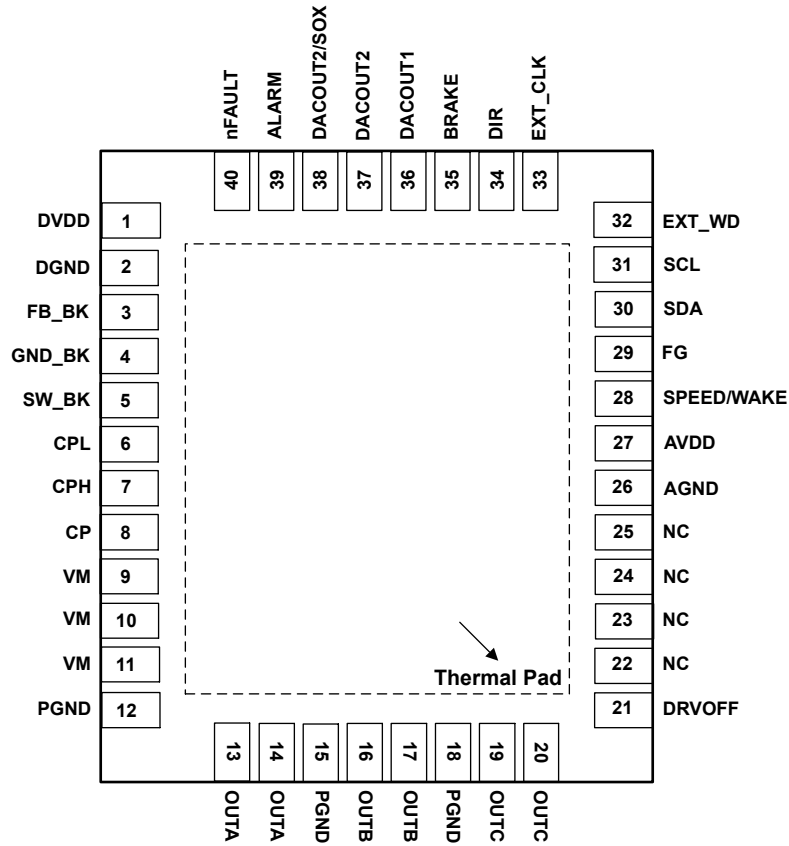 nFAULT
ALARM
DACOUT2/SOX
DACOUT2
DACOUT1
BRAKE
DIR
EXT_CLK
40
39
38
37
36
35
34
33
DVDD 1
DGND 2
FB_BK 3
GND_BK 4
SW_BK 5
CPL 6
CPH 7
CP 8
VM 9
VM 10
VM 11
PGND 12
32 EXT_WD
31 SCL
30 SDA
29 FG
28 SPEED/WAKE
27 AVDD
26 AGND
25 NC
24 NC
23 NC
22 NC
21 DRVOFF
Thermal Pad
13
14
15
16
17
18
19
20
OUTA
OUTA
PGND
OUTB
OUTB
PGND
OUTC
OUTC